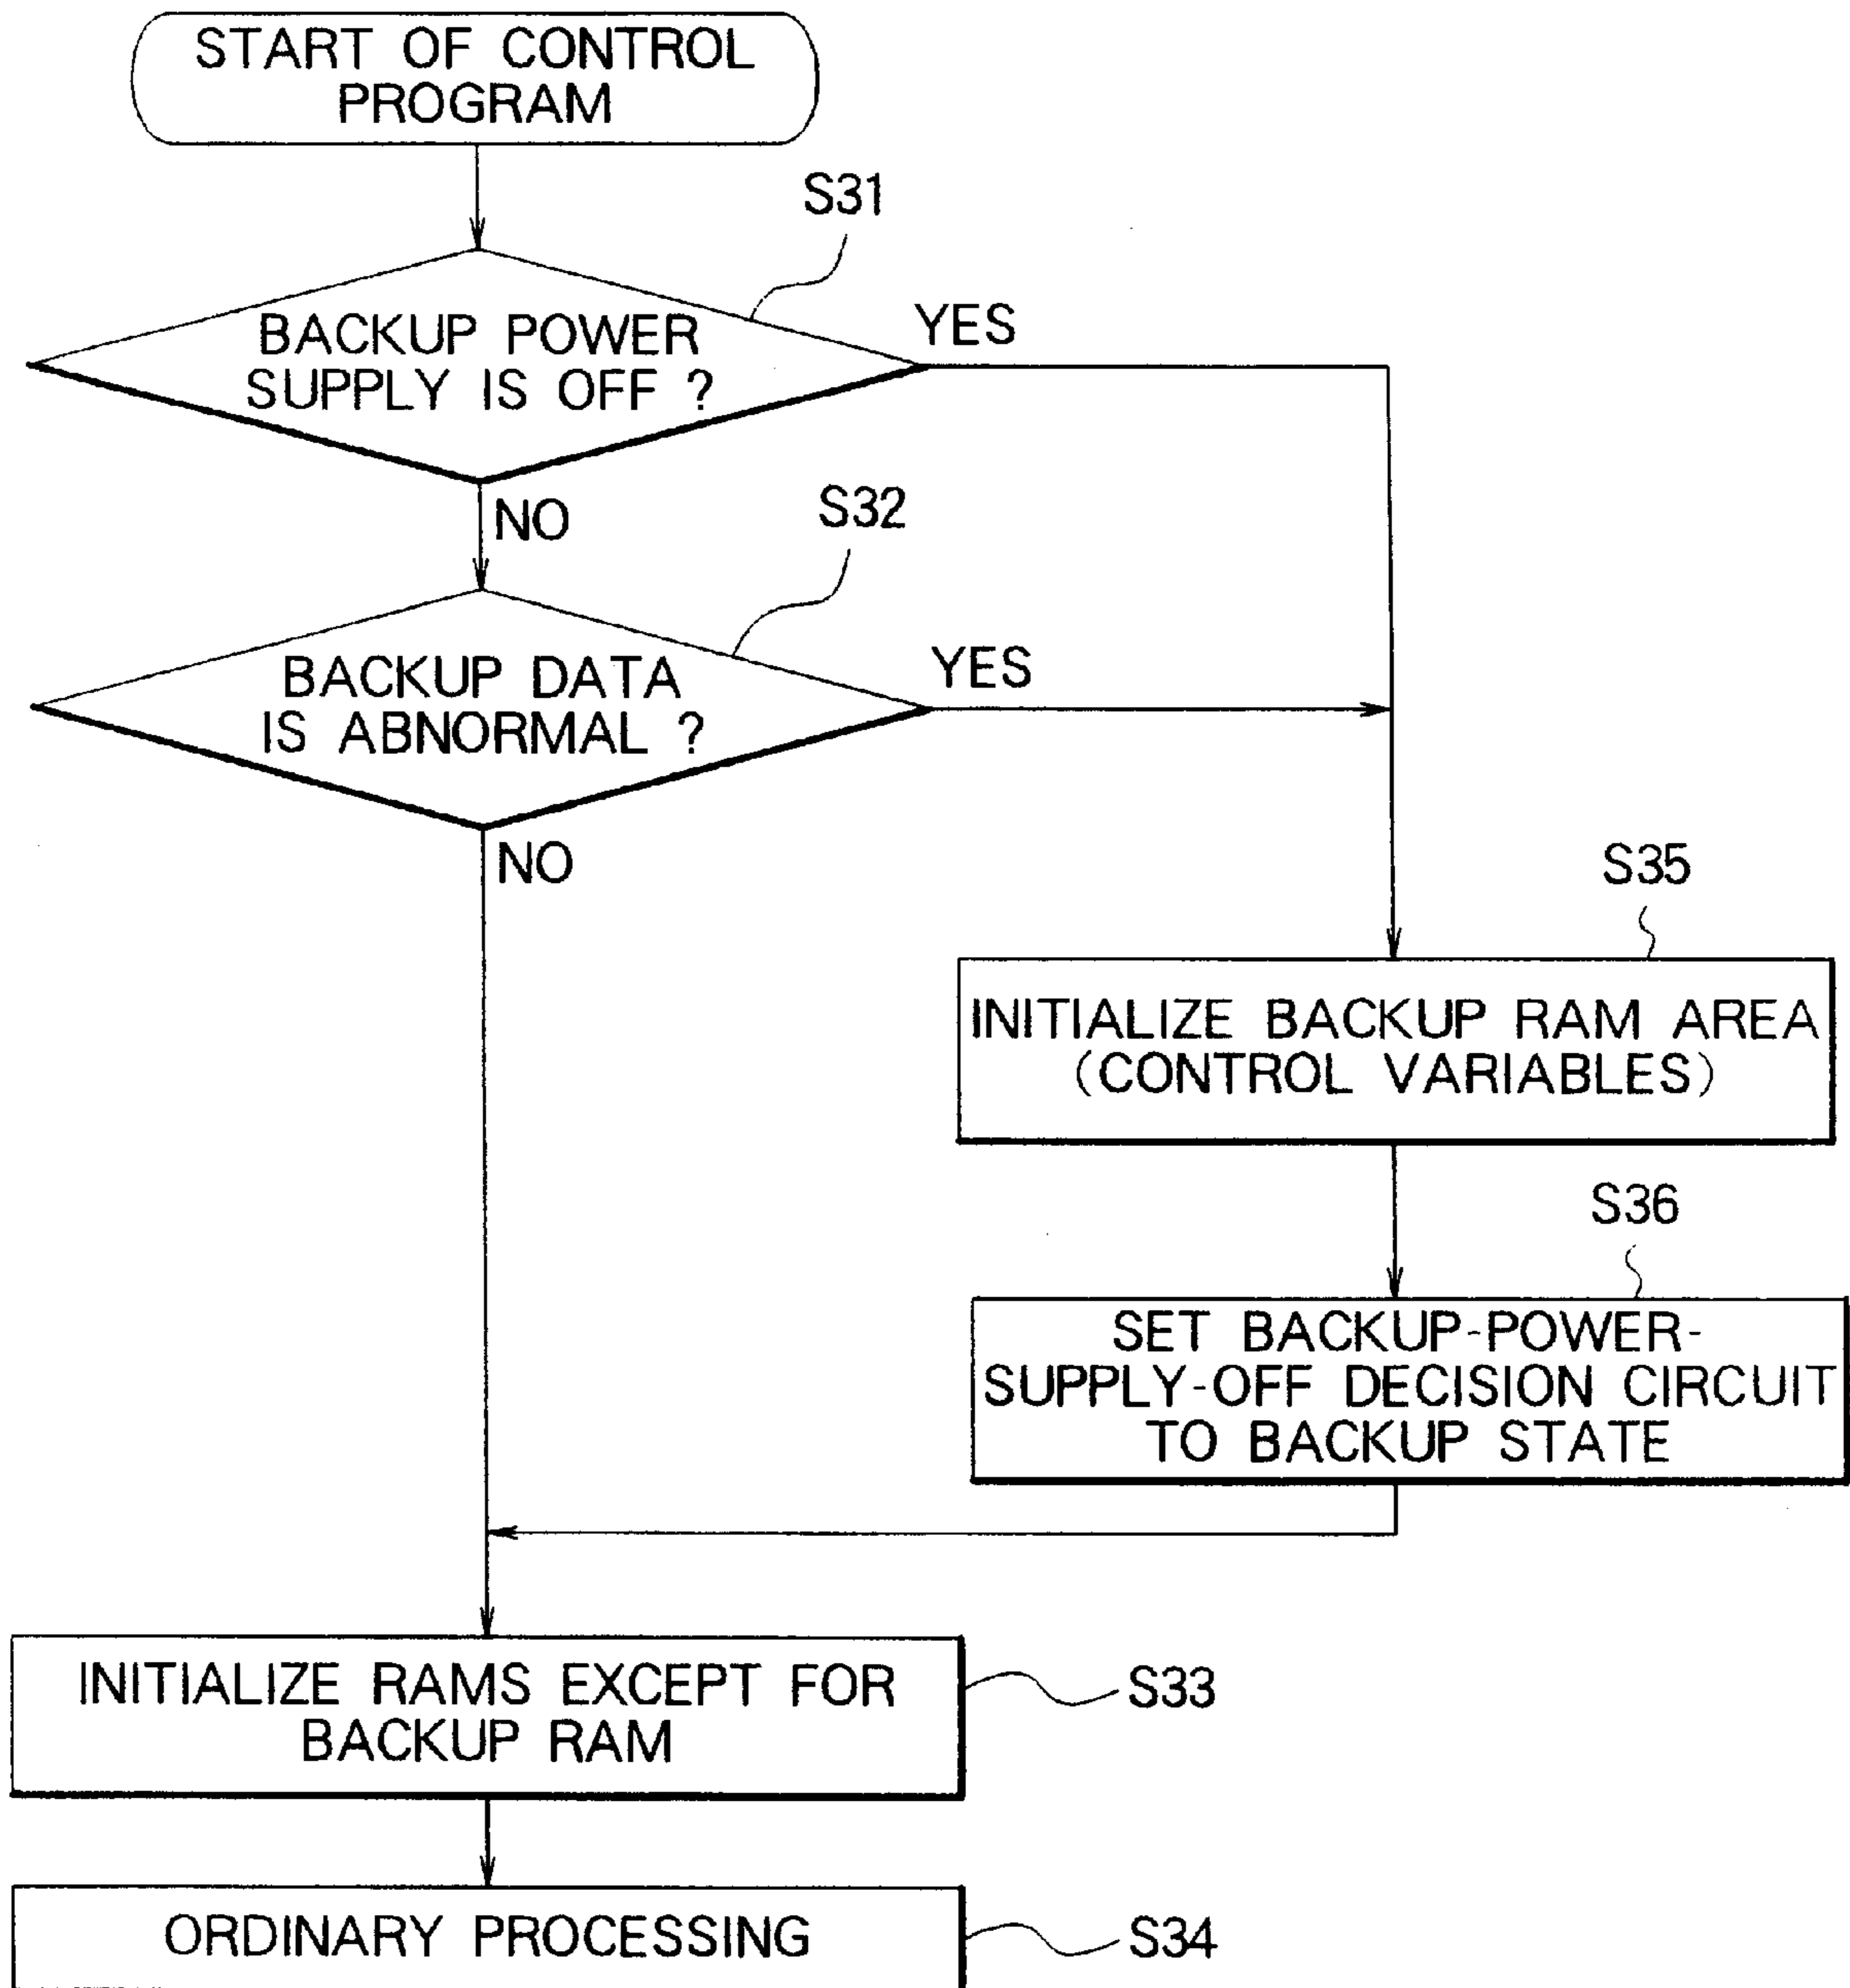 START OF CONTROL
PROGRAM
S31
BACKUP POWER
SUPPLY IS OFF ?
YES
NO
S32
BACKUP DATA
IS ABNORMAL ?
YES
NO
S35
INITIALIZE BACKUP RAM AREA
(CONTROL VARIABLES)
S36
SET BACKUP-POWER-
SUPPLY-OFF DECISION CIRCUIT
TO BACKUP STATE
INITIALIZE RAMS EXCEPT FOR
BACKUP RAM
S33
ORDINARY PROCESSING
S34